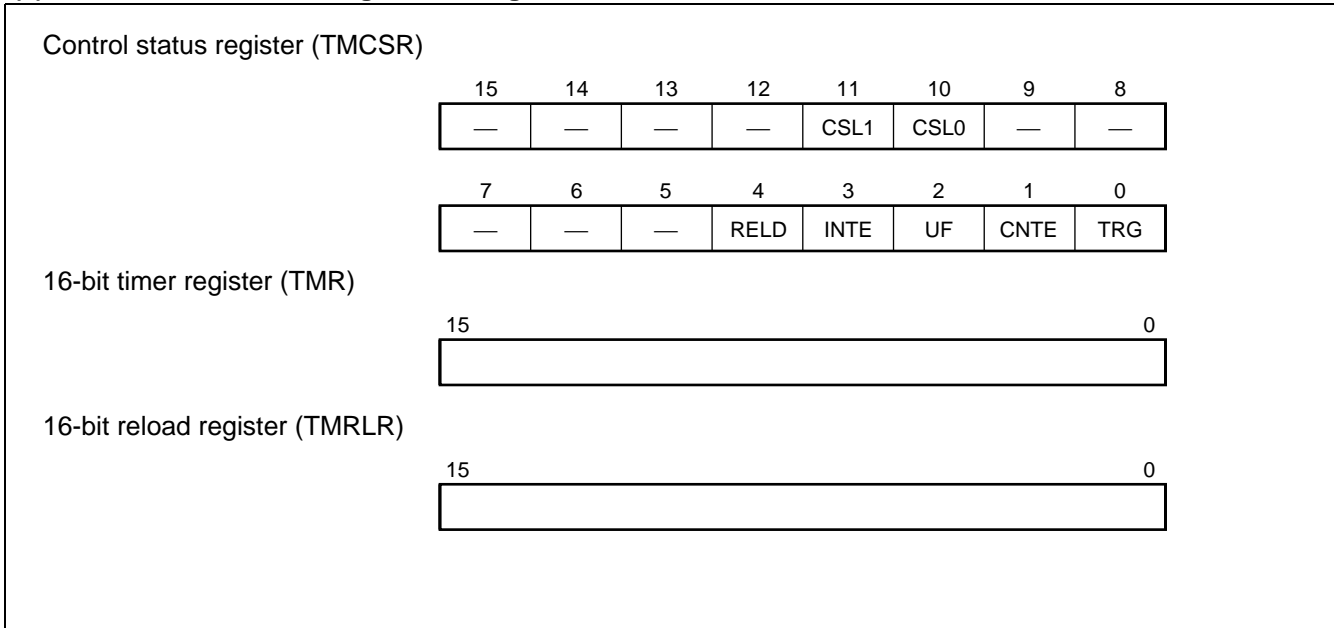 Control status register (TMCSR)
15 14 13 12 11 10 9 8
— — — — CSL1 CSL0 — —
7 6 5 4 3 2 1 0
— — — RELD INTE UF CNTE TRG
16-bit timer register (TMR)
15 0
16-bit reload register (TMRLR)
15 0